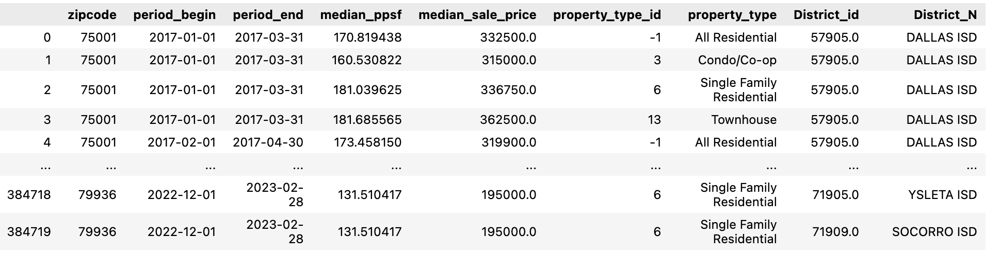 zipcode period_begin period_end median_ppsf median_sale_price property_type_id property_type District_id District_N
0 75001 2017-01-01 2017-03-31 170.819438 332500.0 -1 All Residential 57905.0 DALLAS ISD
1 75001 2017-01-01 2017-03-31 160.530822 315000.0 3 Condo/Co-op 57905.0 DALLAS ISD
2 75001 2017-01-01 2017-03-31 181.039625 336750.0 6 Single Family Residential 57905.0 DALLAS ISD
3 75001 2017-01-01 2017-03-31 181.685565 362500.0 13 Townhouse 57905.0 DALLAS ISD
4 75001 2017-02-01 2017-04-30 173.458150 319900.0 -1 All Residential 57905.0 DALLAS ISD
... ... ... ... ... ... ... ... ... ...
384718 79936 2022-12-01 2023-02-28 131.510417 195000.0 6 Single Family Residential 71905.0 YSLETA ISD
384719 79936 2022-12-01 2023-02-28 131.510417 195000.0 6 Single Family Residential 71909.0 SOCORRO ISD